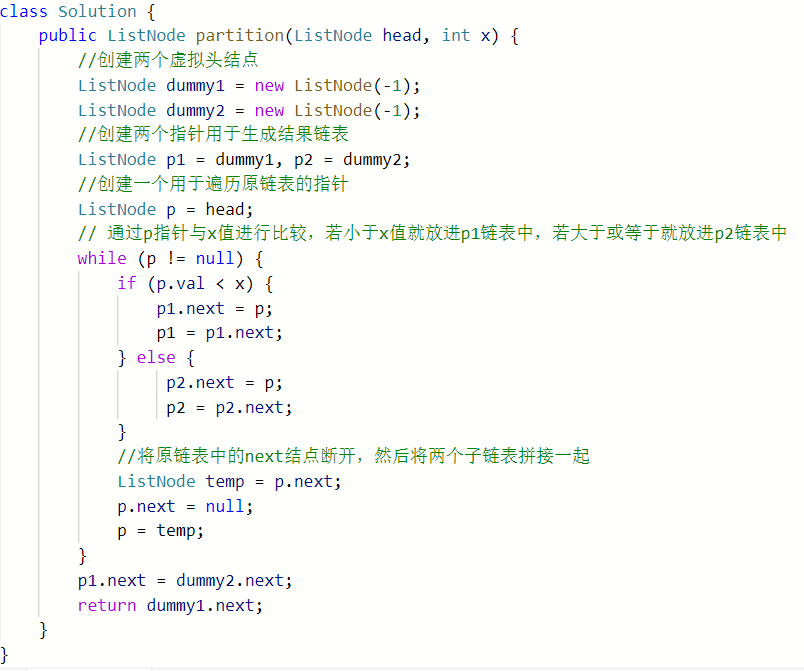 class Solution {
    public ListNode partition(ListNode head, int x) {
        //创建两个虚拟头结点
        ListNode dummy1 = new ListNode(-1);
        ListNode dummy2 = new ListNode(-1);
        //创建两个指针用于生成结果链表
        ListNode p1 = dummy1, p2 = dummy2;
        //创建一个用于遍历原链表的指针
        ListNode p = head;
        // 通过p指针与x值进行比较，若小于x值就放进p1链表中，若大于或等于就放进p2链表中
        while (p != null) {
            if (p.val < x) {
                p1.next = p;
                p1 = p1.next;
            } else {
                 p2.next = p;
                 p2 = p2.next;
            }
            //将原链表中的next结点断开，然后将两个子链表拼接一起
            ListNode temp = p.next;
            p.next = null;
            p = temp;
        }
        p1.next = dummy2.next;
        return dummy1.next;
    }
}